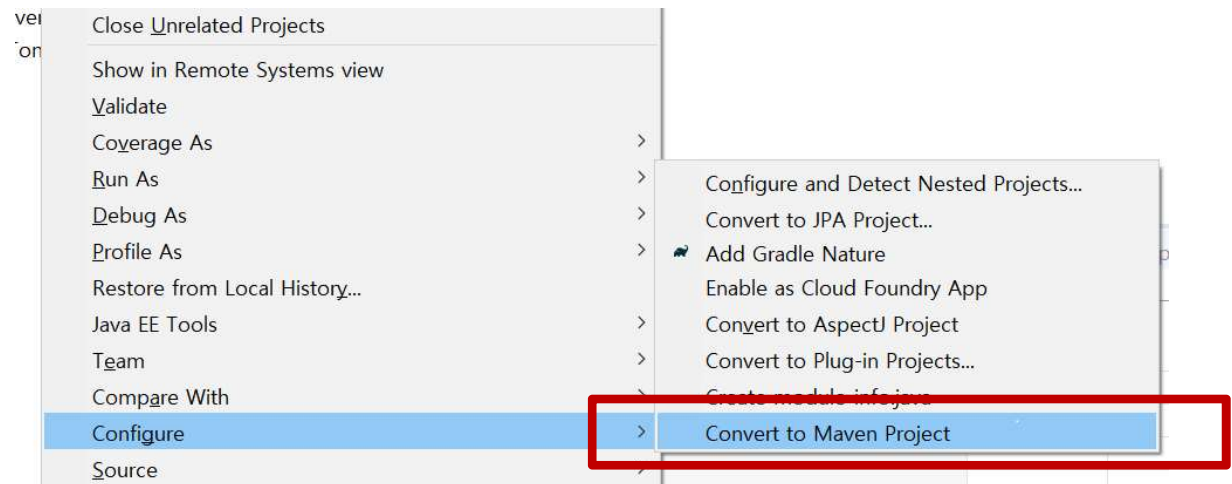 Close Unrelated Projects
Show in Remote Systems view
Validate
Coverage As
Run As
Debug As
Profile As
Restore from Local History...
Java EE Tools
Team
Compare With
Configure
Source
Configure and Detect Nested Projects...
Convert to JPA Project...
Add Gradle Nature
Enable as Cloud Foundry App
Convert to AspectJ Project
Convert to Plug-in Projects...
Create module-info.java
Convert to Maven Project